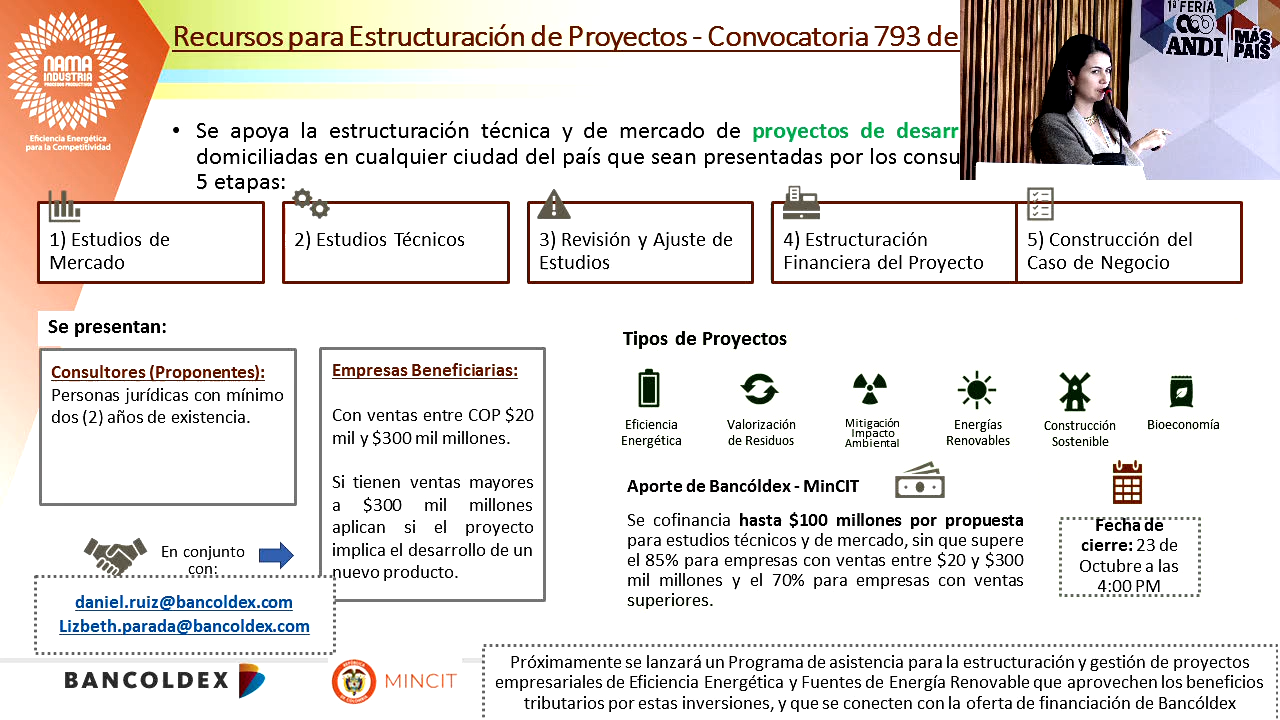 NAMA
INDUSTRIA
PROCESOS PRODUCTIVOS
Eficiencia Energética
para la Competitividad
Recursos para Estructuración de Proyectos - Convocatoria 793 de
1ª FERIA
ANDI
MÁS
PAÍS
• Se apoya la estructuración técnica y de mercado de proyectos de desarr
domiciliadas en cualquier ciudad del país que sean presentadas por los consu
5 etapas:
1) Estudios de
Mercado
2) Estudios Técnicos
3) Revisión y Ajuste de
Estudios
4) Estructuración
Financiera del Proyecto
5) Construcción del
Caso de Negocio
Se presentan:
Consultores (Proponentes):
Personas jurídicas con mínimo
dos (2) años de existencia.
En conjunto
con:
Empresas Beneficiarias:
Con ventas entre COP $20
mil y $300 mil millones.
Si tienen ventas mayores
a $300 mil millones
aplican si el proyecto
implica el desarrollo de un
nuevo producto.
daniel.ruiz@bancoldex.com
Lizbeth.parada@bancoldex.com
Tipos de Proyectos
Eficiencia
Energética
Valorización
de Residuos
Mitigación
Impacto
Ambiental
Energías
Renovables
Construcción
Sostenible
Bioeconomía
Aporte de Bancóldex - MinCIT
Se cofinancia hasta $100 millones por propuesta
para estudios técnicos y de mercado, sin que supere
el 85% para empresas con ventas entre $20 y $300
mil millones y el 70% para empresas con ventas
superiores.
Fecha de
cierre: 23 de
Octubre a las
4:00 PM
BANCOLDEX
MINCIT
Próximamente se lanzará un Programa de asistencia para la estructuración y gestión de proyectos
empresariales de Eficiencia Energética y Fuentes de Energía Renovable que aprovechen los beneficios
tributarios por estas inversiones, y que se conecten con la oferta de financiación de Bancóldex